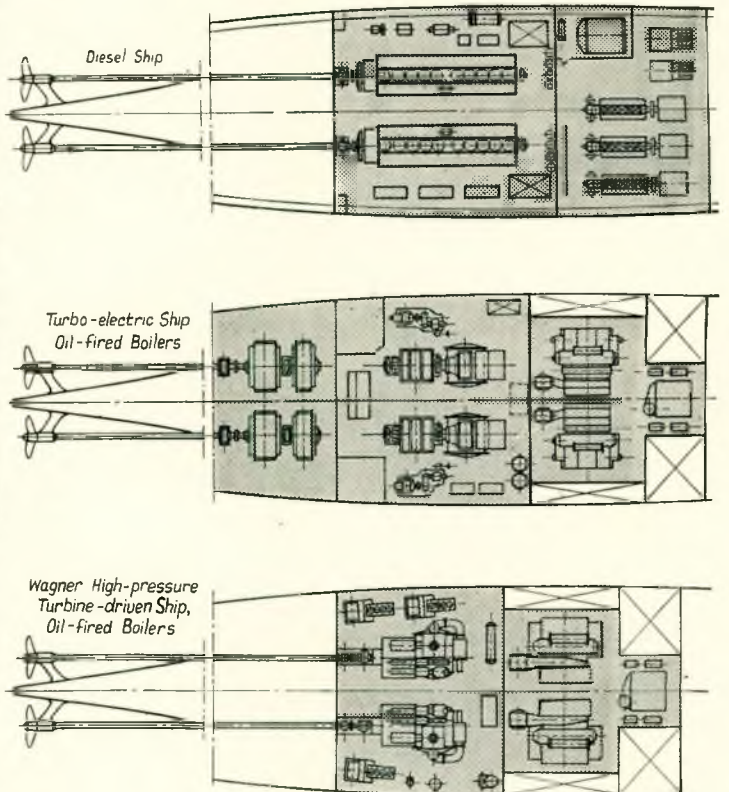 Diesel Ship
Turbo-electric Ship
Oil-fired Boilers
Wagner High-pressure
Turbine-driven Ship,
Oil-fired Boilers